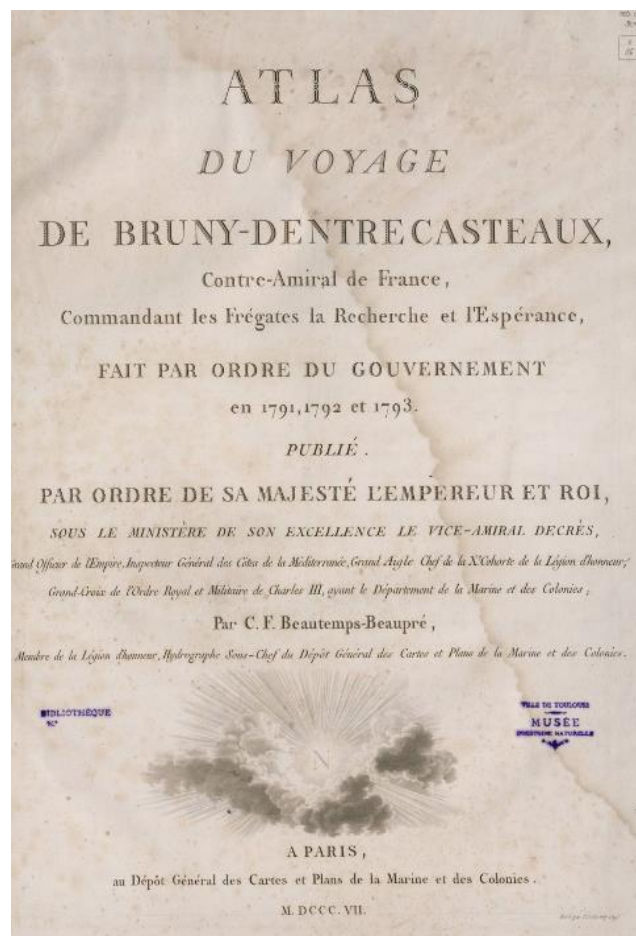 ATLAS
DU VOYAGE
DE BRUNY-DENTRECASTEAUX,
Contre-Amiral de France,
Commandant les Frégates la Recherche et l'Espérance,
FAIT PAR ORDRE DU GOUVERNEMENT
en 1791, 1792 et 1793.
PUBLIÉ.
PAR ORDRE DE SA MAJESTÉ L'EMPEREUR ET ROI,
SOUS LE MINISTÈRE DE SON EXCELLENCE LE VICE-AMIRAL DECRÈS,
Grand Officier de l'Empire, Inspecteur Général des Côtes de la Méditerranée, Grand Aigle Chef de la X.e Cohorte de la Légion d'honneur,
Grand-Croix de l'Ordre Royal et Militaire de Charles III, ayant le Département de la Marine et des Colonies;
Par C. F. Beautemps-Beaupré,
Membre de la Légion d'honneur, Hydrographe Sous-Chef du Dépôt Général des Cartes et Plans de la Marine et des Colonies.
BIBLIOTHÈQUE
N°
VILLE DE TOULOUSE
MUSÉE
D'HISTOIRE NATURELLE
N
A PARIS,
au Dépôt Général des Cartes et Plans de la Marine et des Colonies.
M. DCCC. VII.